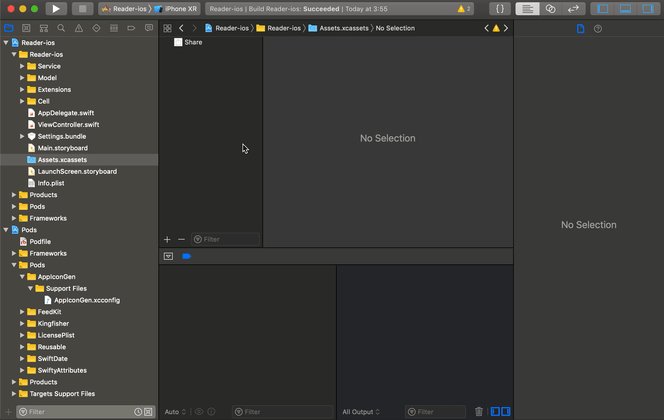 Reader-ios 〉 iPhone XR
Reader-ios | Build Reader-ios: Succeeded | Today at 3:55
2
Reader-ios 〉 Reader-ios 〉 Assets.xcassets 〉 No Selection
Reader-ios
Reader-ios
Service
Model
Extensions
Cell
AppDelegate.swift
ViewController.swift
Settings.bundle
Main.storyboard
Assets.xcassets
LaunchScreen.storyboard
Info.plist
Products
Pods
Frameworks
Pods
Podfile
Frameworks
Pods
AppIconGen
Support Files
AppIconGen.xcconfig
FeedKit
Kingfisher
LicensePlist
Reusable
SwiftDate
SwiftyAttributes
Products
Targets Support Files
Filter
Share
Filter
No Selection
Auto
Filter
All Output
Filter
No Selection